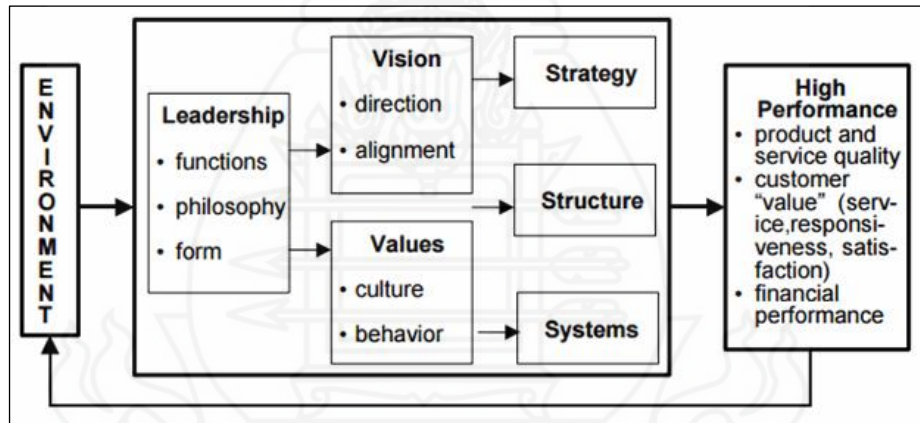 ENVIRONMENT
Leadership
• functions
• philosophy
• form
Vision
• direction
• alignment
Values
• culture
• behavior
Strategy
Structure
Systems
High
Performance
• product and
service quality
• customer
"value" (serv-
ice,responsi-
veness, satis-
faction)
• financial
performance